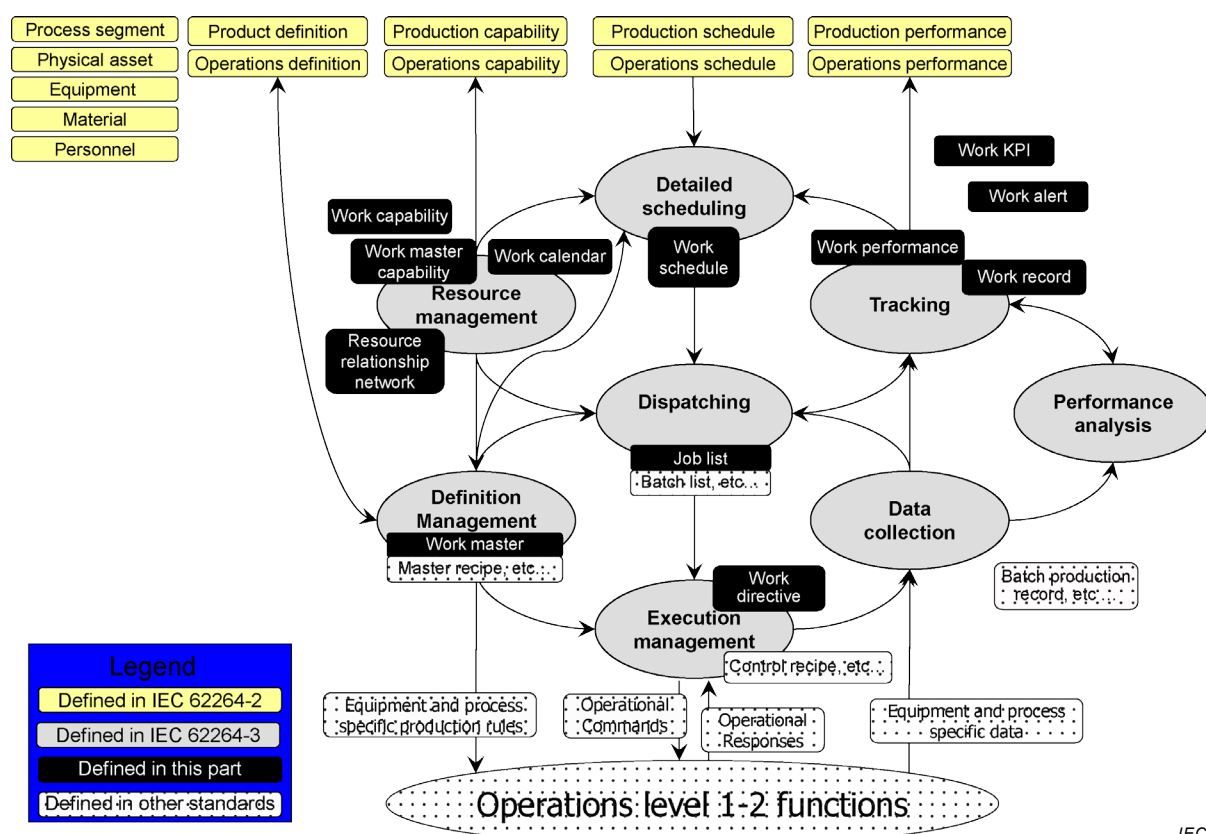 Process segment
Product definition
Production capability
Production schedule
Production performance
Physical asset
Operations definition
Operations capability
Operations schedule
Operations performance
Equipment
Material
Personnel
Work KPI
Work alert
Detailed
scheduling
Work capability
Work master
capability
Work calendar
Work
schedule
Work performance
Work record
Resource
management
Tracking
Resource
relationship
network
Dispatching
Performance
analysis
Job list
Batch list, etc...
Definition
Management
Work master
Master recipe, etc...
Data
collection
Work
directive
Execution
management
Control recipe, etc...
Batch production
record, etc...
Legend
Defined in IEC 62264-2
Defined in IEC 62264-3
Defined in this part
Defined in other standards
Equipment and process
specific production rules
Operational
Commands
Operational
Responses
Equipment and process
specific data
Operations level 1-2 functions
IEC